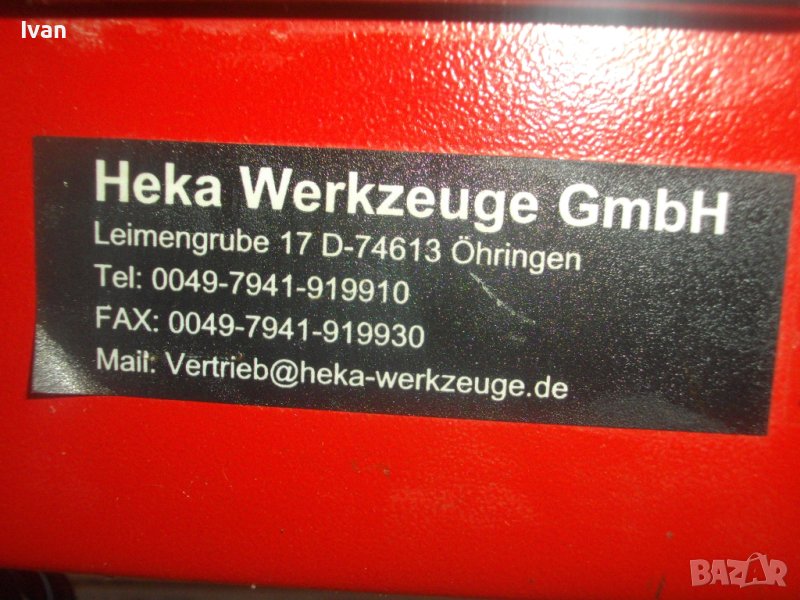 Ivan
Heka Werkzeuge GmbH
Leimengrube 17 D-74613 Öhringen
Tel: 0049-7941-919910
FAX: 0049-7941-919930
Mail: Vertrieb@heka-werkzeuge.de
BAZAR